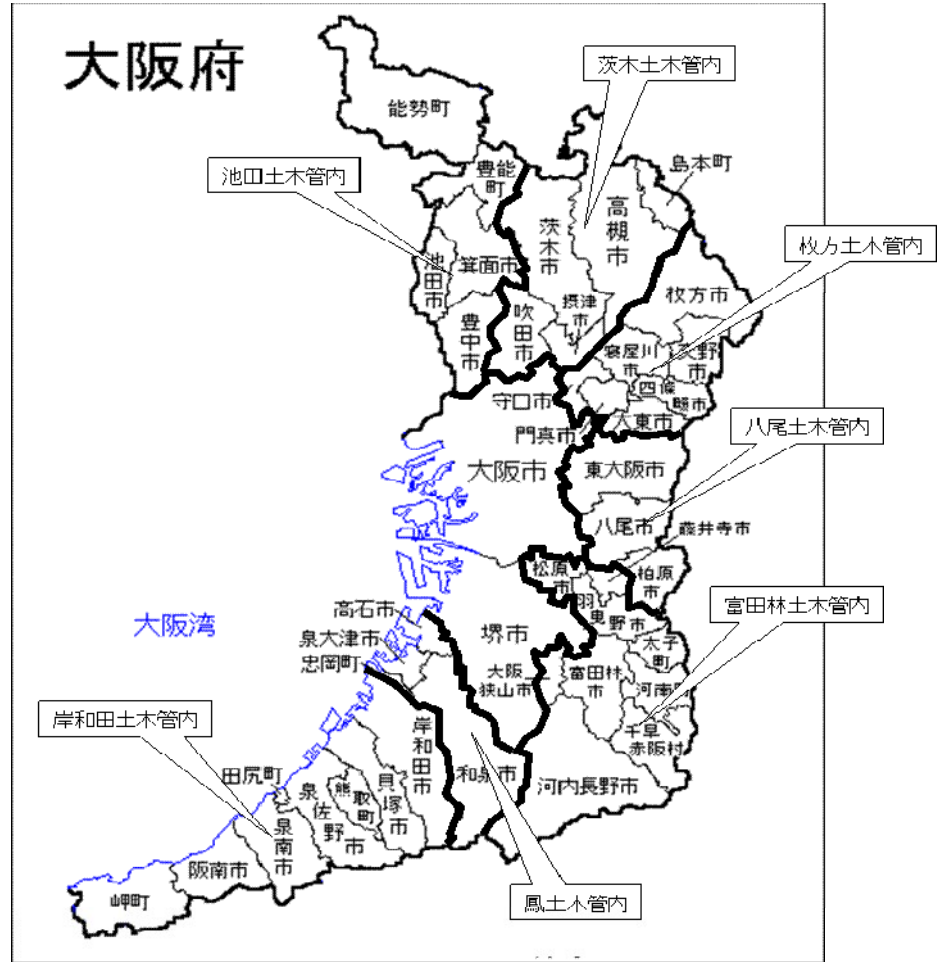 大阪府
茨木土木管内
能勢町
島本町
豊能町
池田土木管内
高槻市
茨木市
枚方土木管内
池田市
箕面市
枚方市
摂津市
吹田市
豊中市
寝屋川市
交野市
四條畷市
守口市
大東市
門真市
八尾土木管内
大阪市
東大阪市
八尾市
藤井寺市
松原市
柏原市
羽曳野市
富田林土木管内
高石市
大阪湾
堺市
泉大津市
太子町
忠岡町
大阪狭山市
富田林市
河南町
岸和田土木管内
岸和田市
千早赤阪村
和泉市
田尻町
熊取町
貝塚市
河内長野市
泉佐野市
泉南市
阪南市
岬町
鳳土木管内